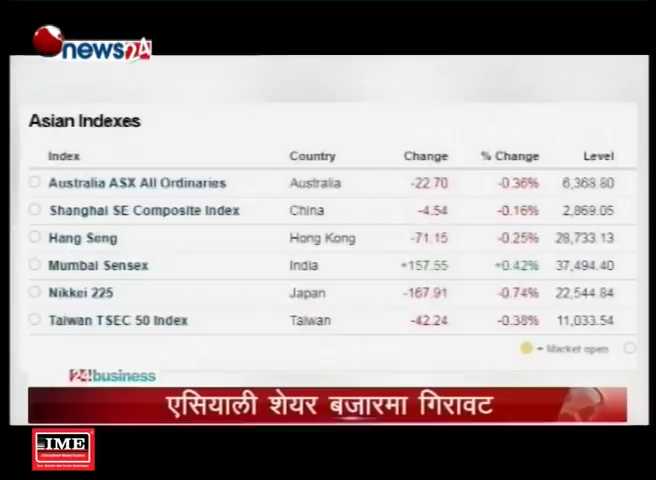 news24
Asian Indexes
Index Country Change % Change Level
Australia ASX All Ordinaries Australia -22.70 -0.36% 6,368.80
Shanghai SE Composite Index China -4.54 -0.16% 2,869.05
Hang Seng Hong Kong -71.15 -0.25% 28,733.13
Mumbai Sensex India +157.55 +0.42% 37,494.40
Nikkei 225 Japan -167.91 -0.74% 22,544.84
Taiwan TSEC 50 Index Taiwan -42.24 -0.38% 11,033.54
= Market open
24 business
एसियाली शेयर बजारमा गिरावट
IME